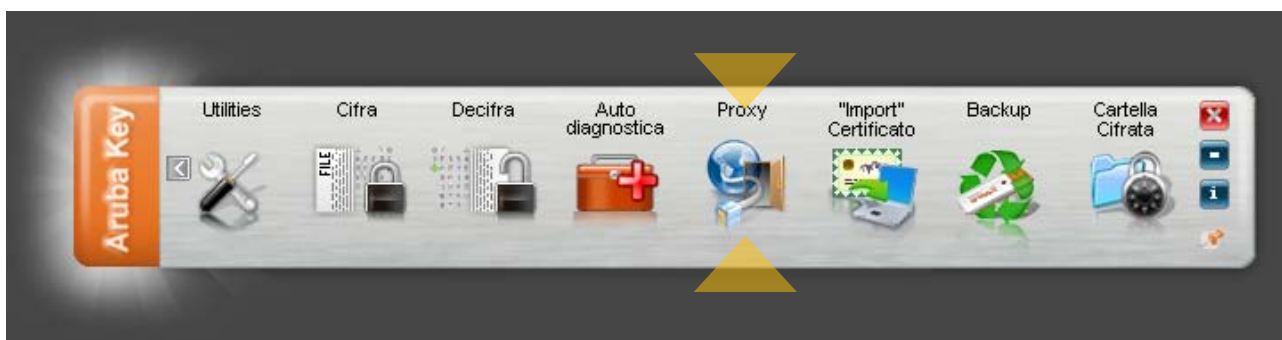 Aruba Key
Utilities
Cifra
Decifra
Auto
diagnostica
Proxy
"Import"
Certificato
Backup
Cartella
Cifrata
FILE
i